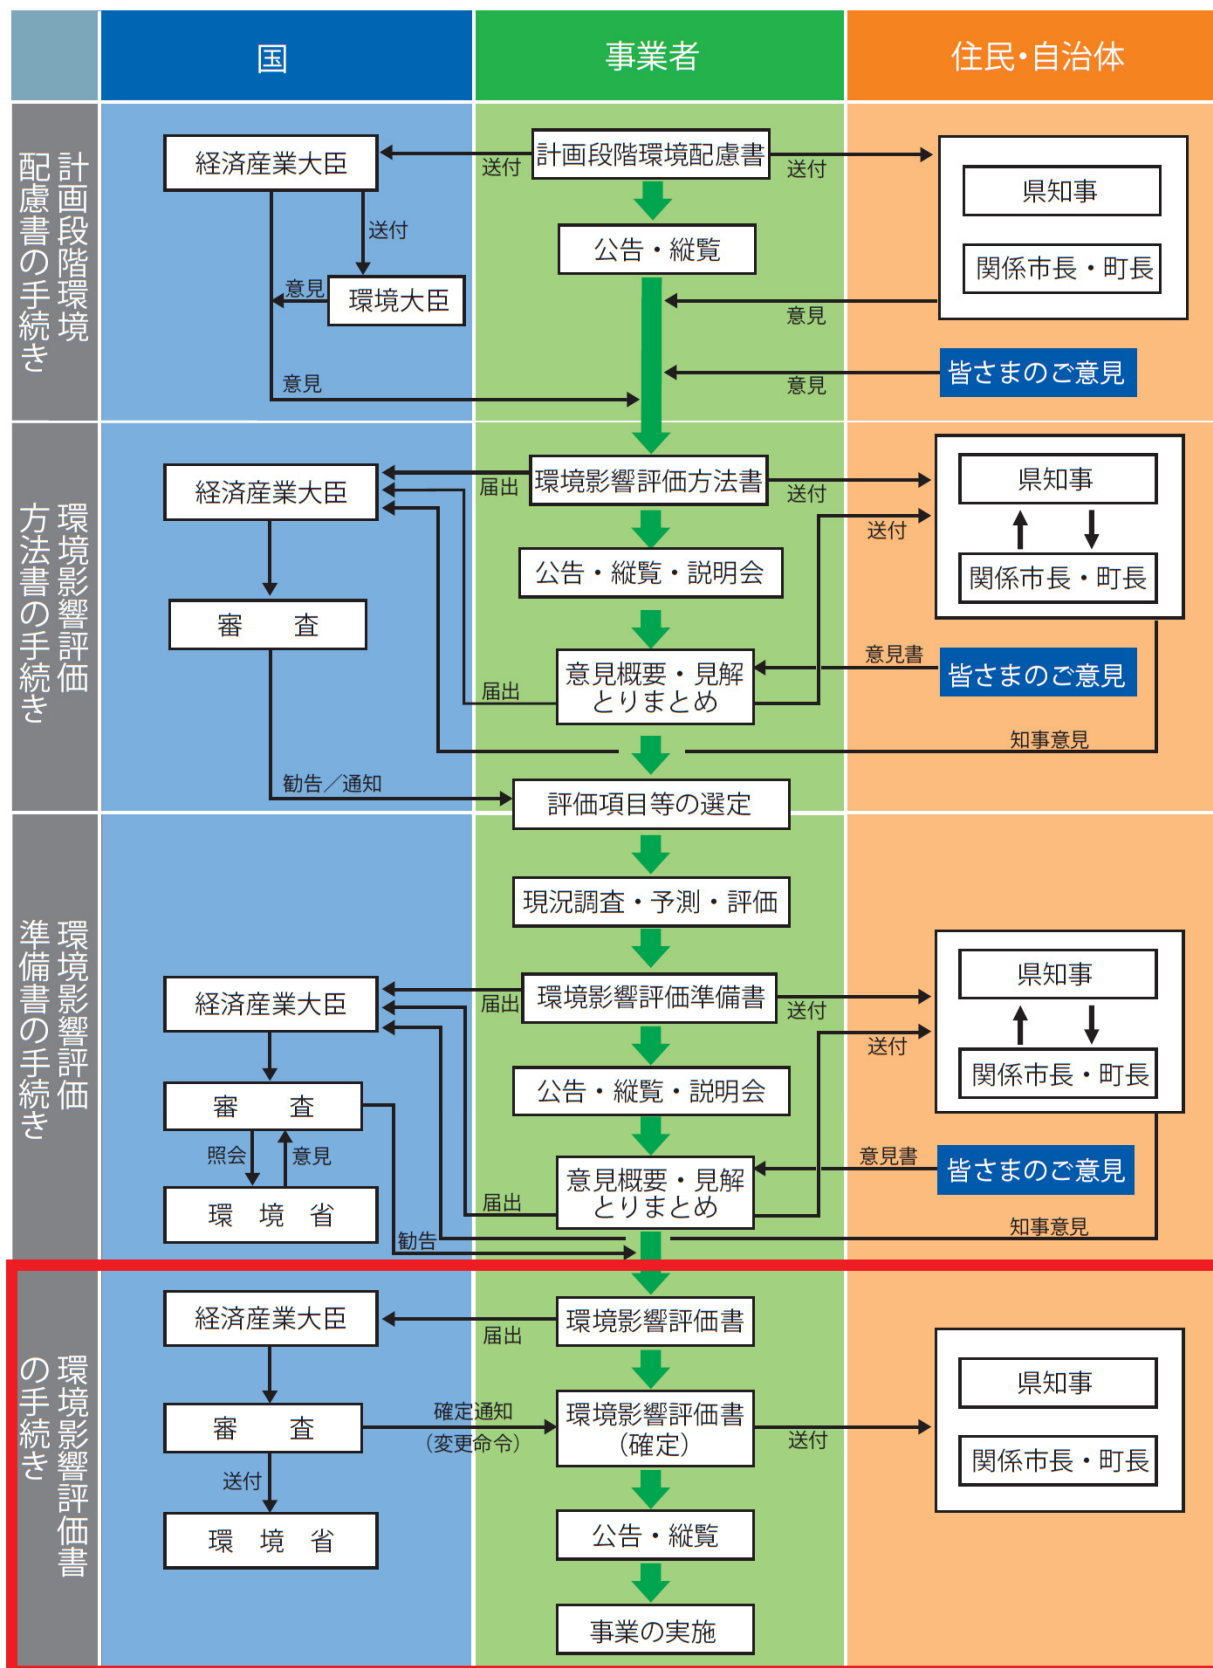 国
事業者
住民・自治体
計画段階環境
配慮書の手続き
経済産業大臣
送付
計画段階環境配慮書
送付
県知事
送付
公告・縦覧
関係市長・町長
意見
環境大臣
意見
意見
意見
皆さまのご意見
環境影響評価
方法書の手続き
経済産業大臣
届出
環境影響評価方法書
送付
県知事
送付
公告・縦覧・説明会
関係市長・町長
審　査
意見概要・見解
とりまとめ
意見書
皆さまのご意見
届出
知事意見
勧告／通知
評価項目等の選定
環境影響評価
準備書の手続き
現況調査・予測・評価
経済産業大臣
届出
環境影響評価準備書
送付
県知事
送付
公告・縦覧・説明会
関係市長・町長
審　査
照会
意見
意見概要・見解
とりまとめ
意見書
皆さまのご意見
環　境　省
届出
知事意見
勧告
環境影響評価書
の手続き
経済産業大臣
届出
環境影響評価書
県知事
審　査
確定通知
（変更命令）
環境影響評価書
（確定）
送付
関係市長・町長
送付
環　境　省
公告・縦覧
事業の実施